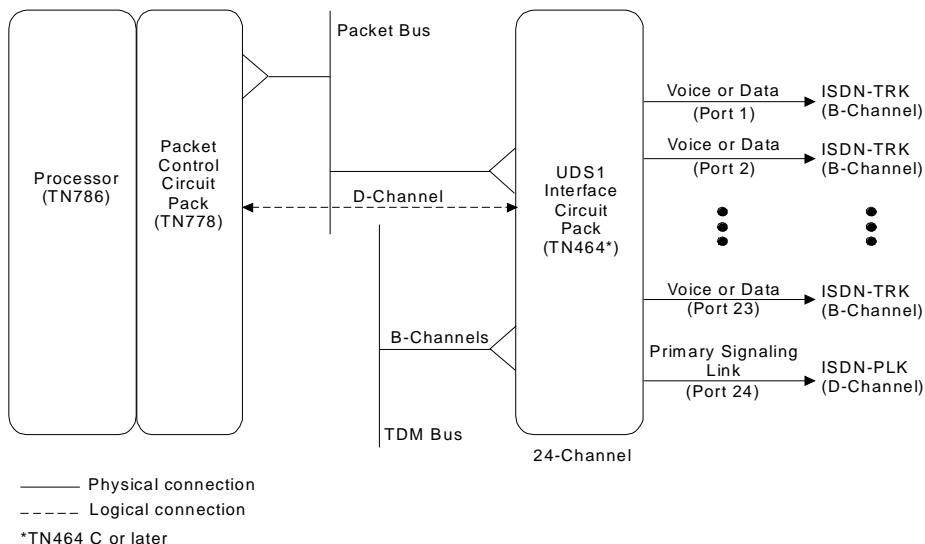 Processor
(TN786)
Packet
Control
Circuit
Pack
(TN778)
Packet Bus
D-Channel
B-Channels
TDM Bus
UDS1
Interface
Circuit
Pack
(TN464*)
24-Channel
Voice or Data
(Port 1)
ISDN-TRK
(B-Channel)
Voice or Data
(Port 2)
ISDN-TRK
(B-Channel)
Voice or Data
(Port 23)
ISDN-TRK
(B-Channel)
Primary Signaling
Link
(Port 24)
ISDN-PLK
(D-Channel)
Physical connection
Logical connection
*TN464 C or later